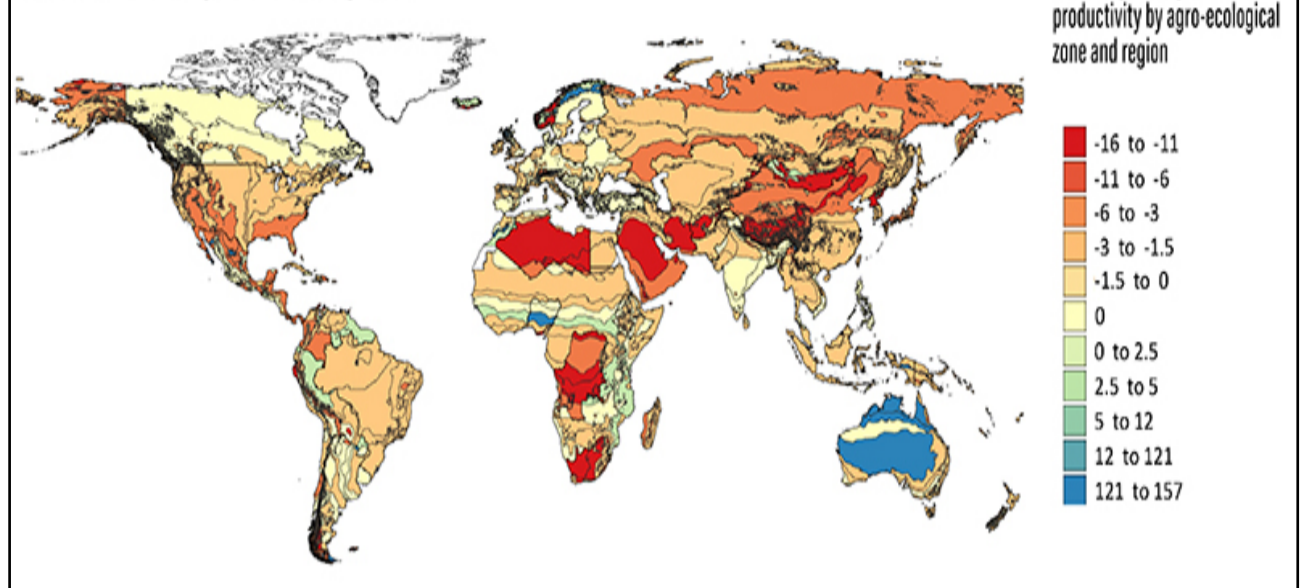 productivity by agro-ecological
zone and region
-16 to -11
-11 to -6
-6 to -3
-3 to -1.5
-1.5 to 0
0
0 to 2.5
2.5 to 5
5 to 12
12 to 121
121 to 157